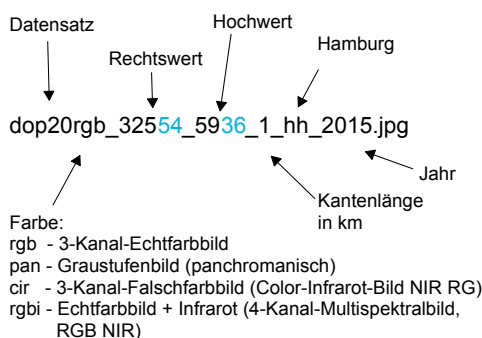 Datensatz
Hochwert
Rechtswert
Hamburg
dop20rgb_32554_5936_1_hh_2015.jpg
Jahr
Kantenlänge
in km
Farbe:
rgb - 3-Kanal-Echtfarbbild
pan - Graustufenbild (panchromanisch)
cir - 3-Kanal-Falschfarbbild (Color-Infrarot-Bild NIR RG)
rgbi - Echtfarbbild + Infrarot (4-Kanal-Multispektralbild,
RGB NIR)